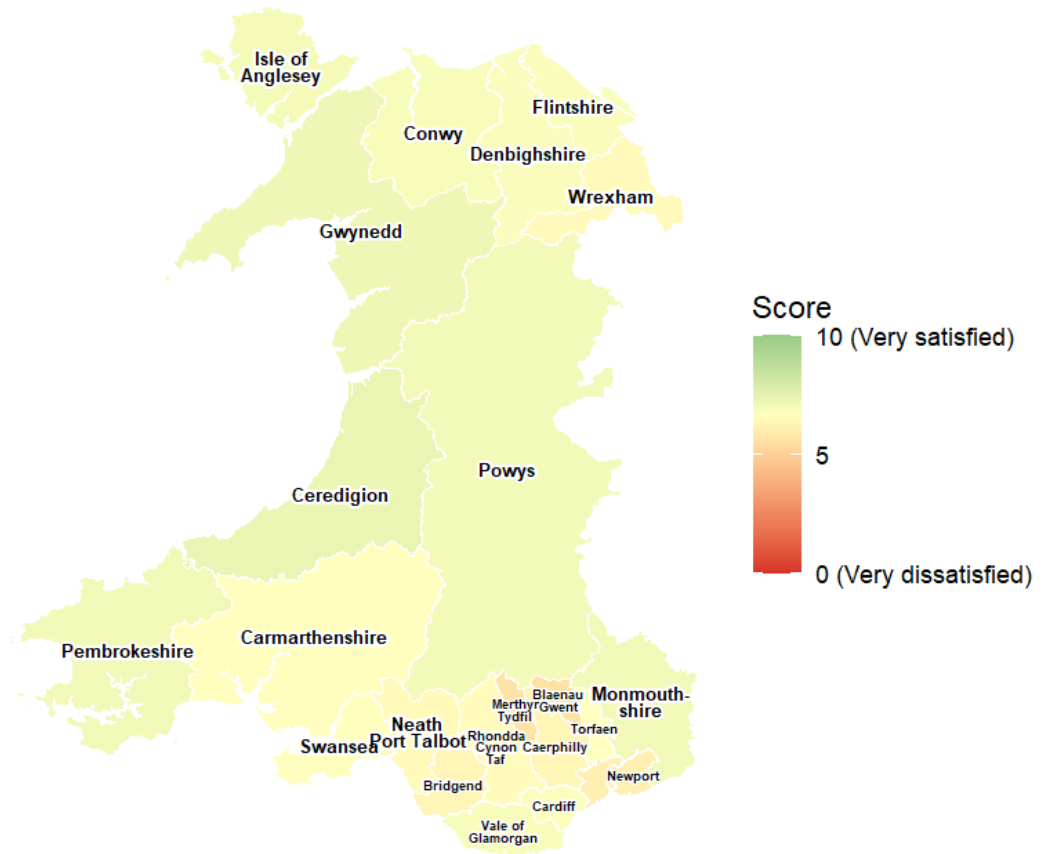 Isle of
Anglesey
Flintshire
Conwy
Denbighshire
Wrexham
Gwynedd
Score
10 (Very satisfied)
5
0 (Very dissatisfied)
Powys
Ceredigion
Carmarthenshire
Pembrokeshire
Monmouth-
shire
Blaenau
Gwent
Merthyr
Tydfil
Torfaen
Neath
Port Talbot
Swansea
Rhondda
Cynon
Taf
Caerphilly
Newport
Bridgend
Cardiff
Vale of
Glamorgan